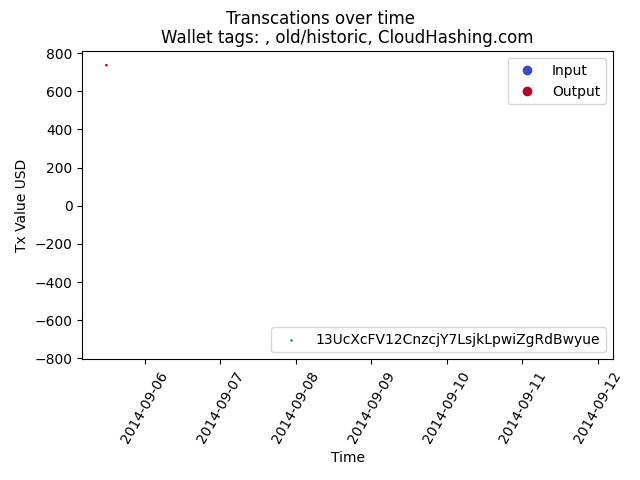 Transcations over time
Wallet tags: , old/historic, CloudHashing.com
800
600
400
200
0
−200
−400
−600
−800
Tx Value USD
Input
Output
13UcXcFV12CnzcjY7LsjkLpwiZgRdBwyue
2014-09-06
2014-09-07
2014-09-08
2014-09-09
2014-09-10
2014-09-11
2014-09-12
Time